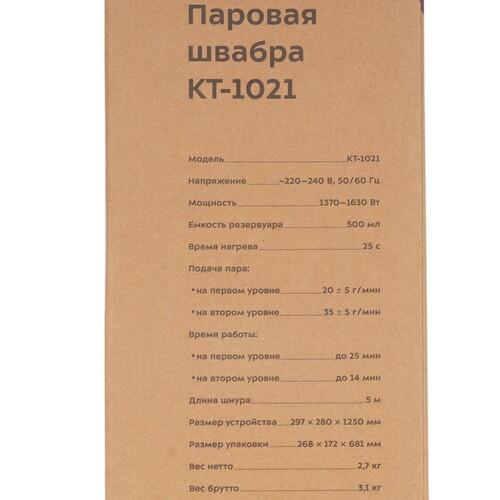 Паровая
швабра
КТ-1021
Модель КТ-1021
Напряжение ~220–240 В, 50/60 Гц
Мощность 1370–1630 Вт
Емкость резервуара 500 мл
Время нагрева 25 с
Подача пара:
•на первом уровне 20 ± 5 г/мин
•на втором уровне 35 ± 5 г/мин
Время работы:
•на первом уровне до 25 мин
•на втором уровне до 14 мин
Длина шнура 5 м
Размер устройства 297 × 280 × 1250 мм
Размер упаковки 268 × 172 × 681 мм
Вес нетто 2,7 кг
Вес брутто 3,1 кг